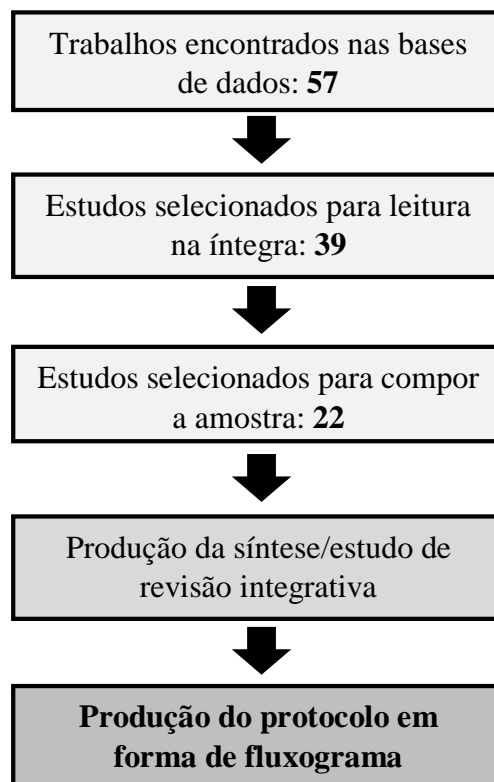 Trabalhos encontrados nas bases
de dados: 57
Estudos selecionados para leitura
na íntegra: 39
Estudos selecionados para compor
a amostra: 22
Produção da síntese/estudo de
revisão integrativa
Produção do protocolo em
forma de fluxograma